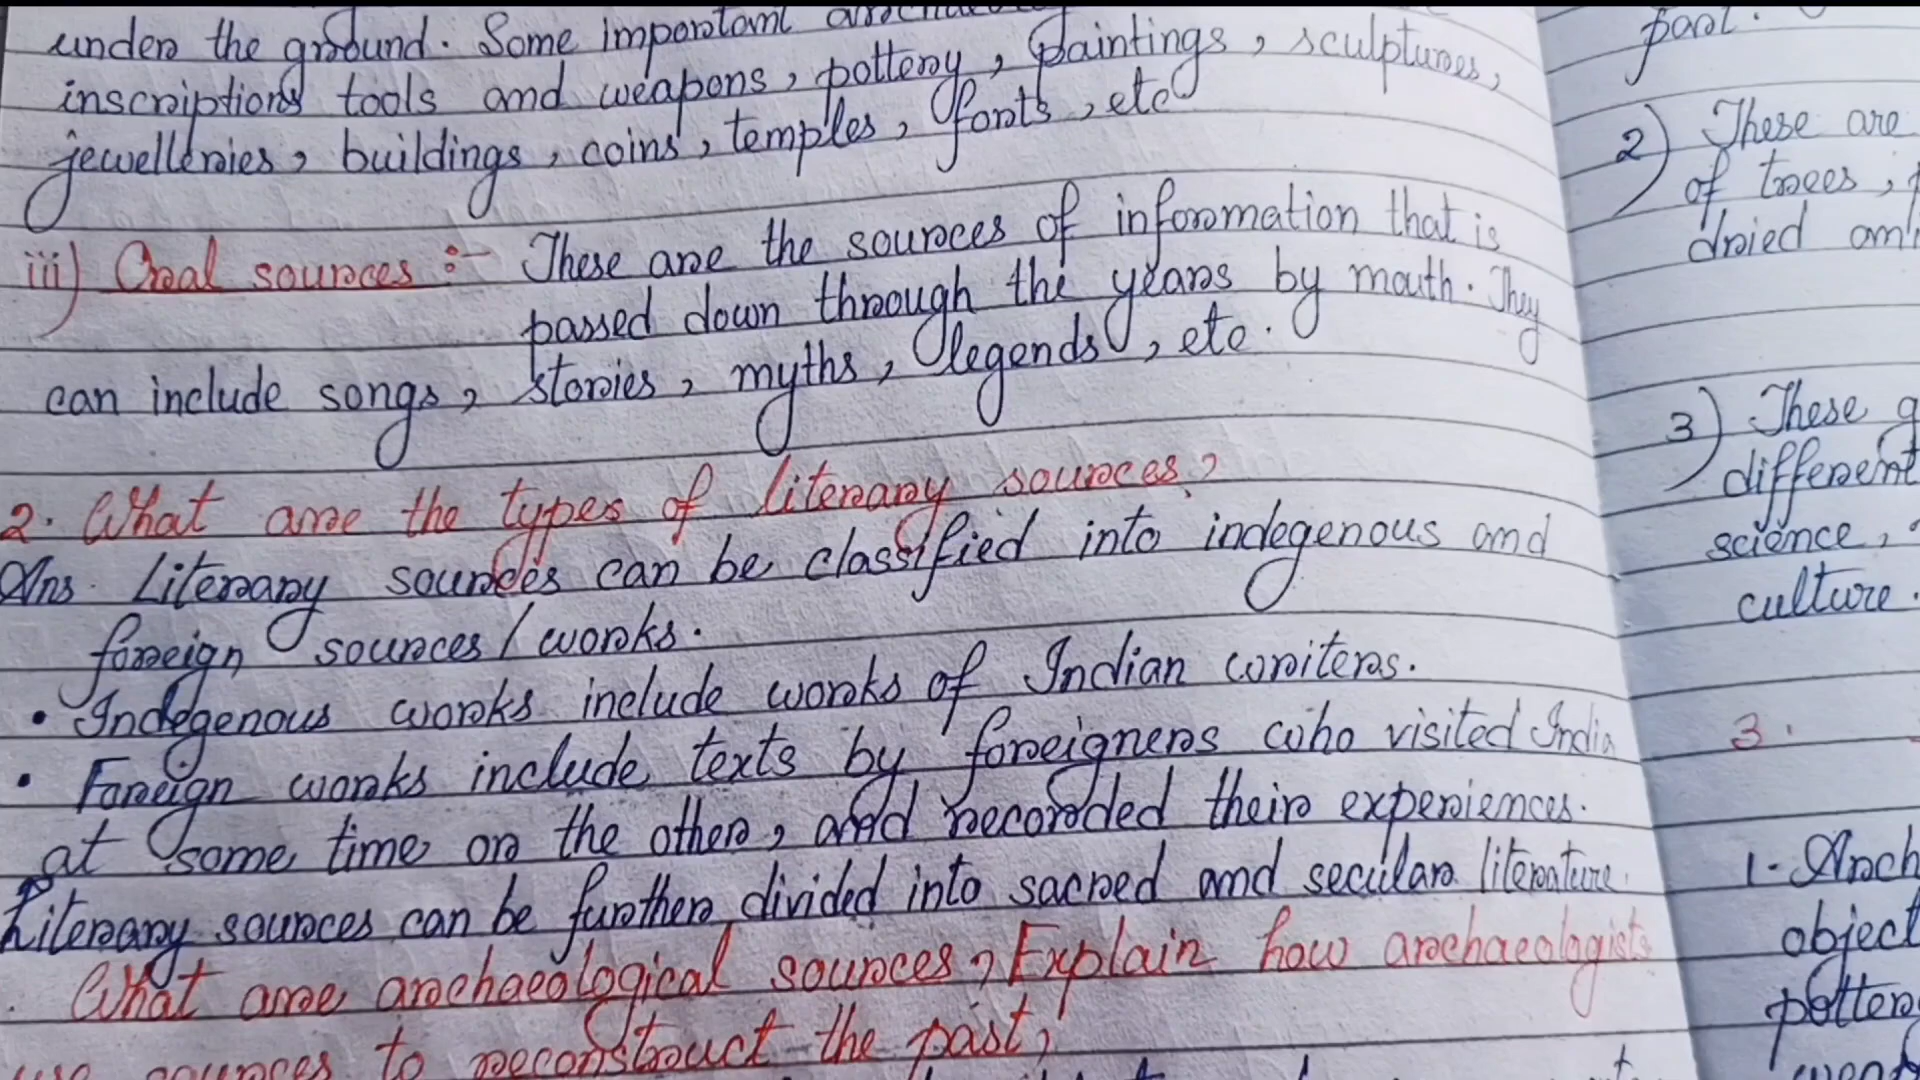 under the ground. Some important
inscriptions tools and weapons, pottery, paintings, sculptures,
jewelleries, buildings, coins, temples, forts, etc
iii) Oral sources :- These are the sources of information that is
passed down through the years by mouth. They
can include songs, stories, myths, legends, etc.
2. What are the types of literary sources?
Ans. Literary sources can be classified into indegenous and
foreign sources/works.
• Indegenous works include works of Indian writers.
• Foreign works include texts by foreigners who visited India
at some time or the other, and recorded their experiences.
Literary sources can be further divided into sacred and secular literature.
What are archaeological sources? Explain how archaeologists
use sources to reconstruct the past?
part.
2) These are
of trees,
dried
3) These
different
science,
culture.
3.
1-
object